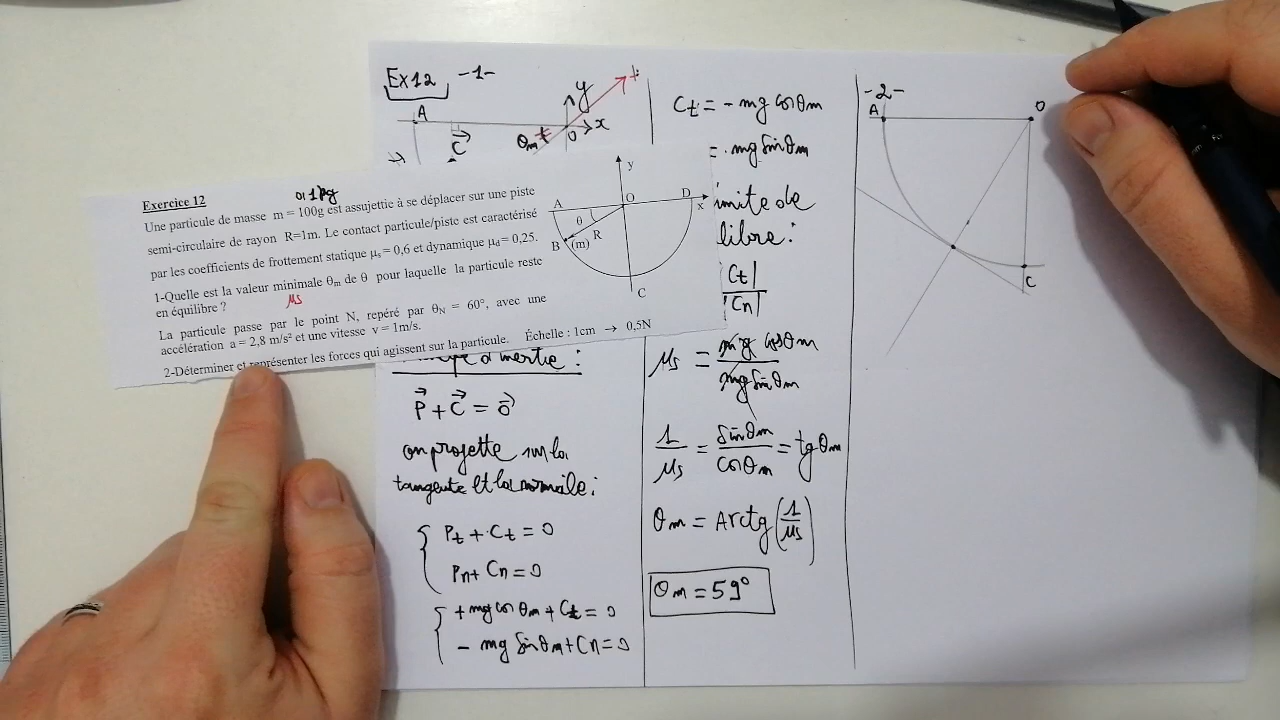 Ex12 -1-
A
y
t
θm
O
x
C
Exercice 12
0,1kg
Une particule de masse m = 100g est assujettie à se déplacer sur une piste
semi-circulaire de rayon R=1m. Le contact particule/piste est caractérisé
par les coefficients de frottement statique μs = 0,6 et dynamique μd = 0,25.
1-Quelle est la valeur minimale θm de θ pour laquelle la particule reste
en équilibre ?
μs
La particule passe par le point N, repéré par θN = 60°, avec une
accélération a = 2,8 m/s² et une vitesse v = 1m/s.
2-Déterminer et représenter les forces qui agissent sur la particule. Échelle : 1cm → 0,5N
y
A
O
D
x
θ
B
(m)
R
C
d'inertie :
P + C = 0
on projette sur la
tangente et la normale :
Pt + Ct = 0
Pn + Cn = 0
+ mg cos θm + Ct = 0
- mg Sin θm + Cn = 0
Ct = - mg cos θm
= mg Sin θm
imite de
libre :
|Ct|
|Cn|
μs = mg cos θm
mg Sin θm
1/μs = Sin θm / cos θm = tg θm
θm = Arctg (1/μs)
θm = 59°
-2-
A
O
C